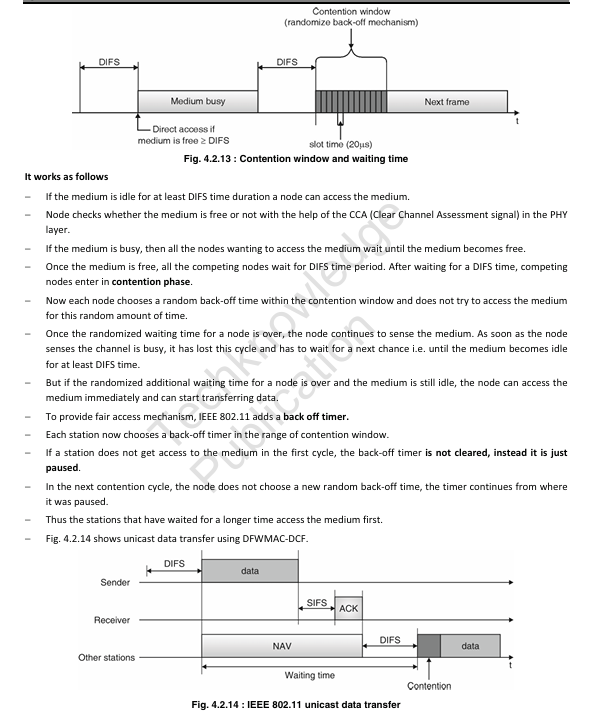 Contention window
(randomize back-off mechanism)
DIFS
DIFS
Medium busy
Next frame
t
Direct access if
medium is free ≥ DIFS
slot time (20µs)
Fig. 4.2.13 : Contention window and waiting time
It works as follows
– If the medium is idle for at least DIFS time duration a node can access the medium.
– Node checks whether the medium is free or not with the help of the CCA (Clear Channel Assessment signal) in the PHY
layer.
– If the medium is busy, then all the nodes wanting to access the medium wait until the medium becomes free.
– Once the medium is free, all the competing nodes wait for DIFS time period. After waiting for a DIFS time, competing
nodes enter in contention phase.
– Now each node chooses a random back-off time within the contention window and does not try to access the medium
for this random amount of time.
– Once the randomized waiting time for a node is over, the node continues to sense the medium. As soon as the node
senses the channel is busy, it has lost this cycle and has to wait for a next chance i.e. until the medium becomes idle
for at least DIFS time.
– But if the randomized additional waiting time for a node is over and the medium is still idle, the node can access the
medium immediately and can start transferring data.
– To provide fair access mechanism, IEEE 802.11 adds a back off timer.
– Each station now chooses a back-off timer in the range of contention window.
– If a station does not get access to the medium in the first cycle, the back-off timer is not cleared, instead it is just
paused.
– In the next contention cycle, the node does not choose a new random back-off time, the timer continues from where
it was paused.
– Thus the stations that have waited for a longer time access the medium first.
– Fig. 4.2.14 shows unicast data transfer using DFWMAC-DCF.
Techknowledge
Publication
DIFS
data
Sender
SIFS
ACK
Receiver
NAV
DIFS
data
Other stations
t
Waiting time
Contention
Fig. 4.2.14 : IEEE 802.11 unicast data transfer